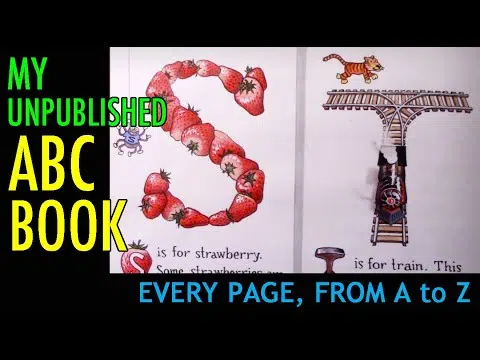 MY
UNPUBLISHED
ABC
BOOK
S
S
S is for strawberry.
Some strawberries are
T
T is for train. This
EVERY PAGE, FROM A to Z